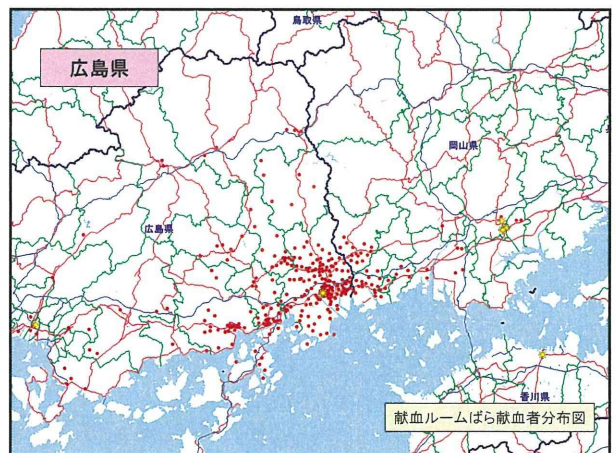 鳥取県
広島県
岡山県
広島県
香川県
献血ルームばら献血者分布図